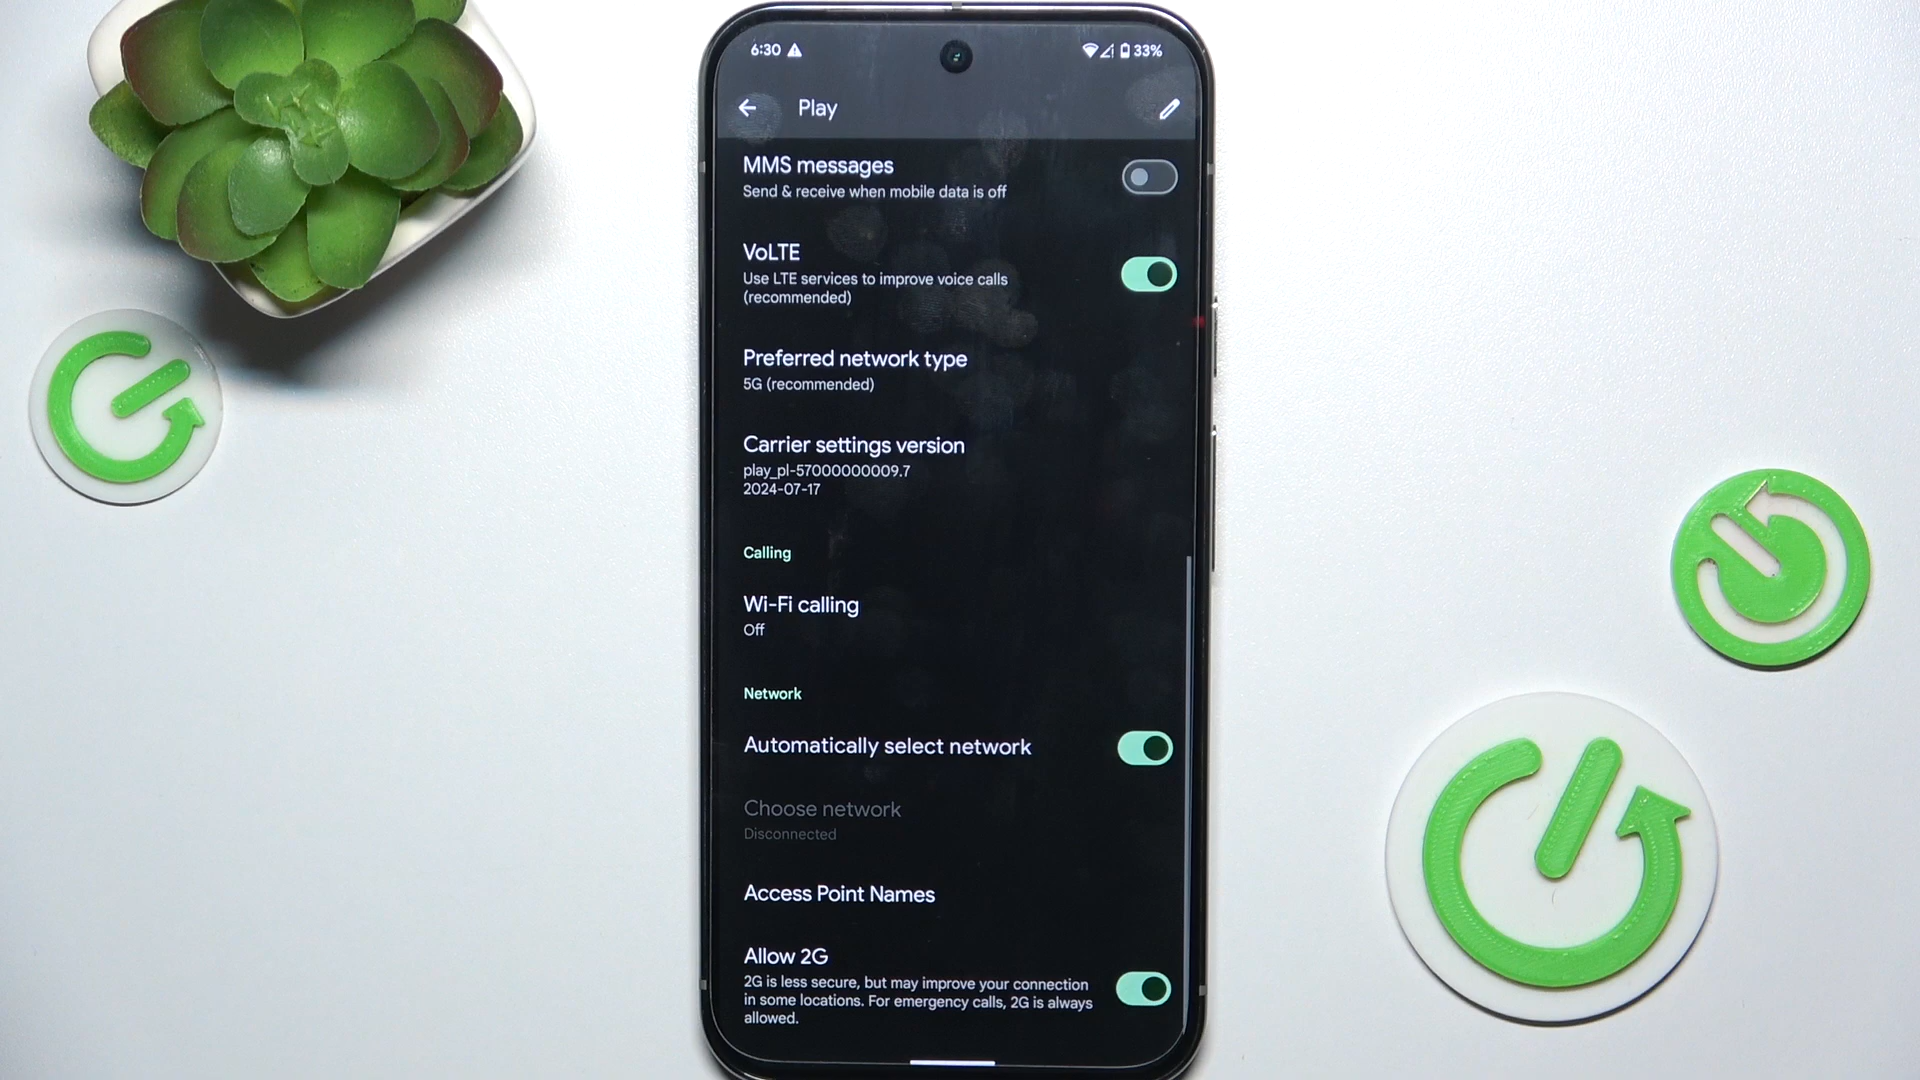 6:30 33%
Play
MMS messages
Send & receive when mobile data is off
VoLTE
Use LTE services to improve voice calls
(recommended)
Preferred network type
5G (recommended)
Carrier settings version
play_pl-57000000009.7
2024-07-17
Calling
Wi-Fi calling
Off
Network
Automatically select network
Choose network
Disconnected
Access Point Names
Allow 2G
2G is less secure, but may improve your connection
in some locations. For emergency calls, 2G is always
allowed.